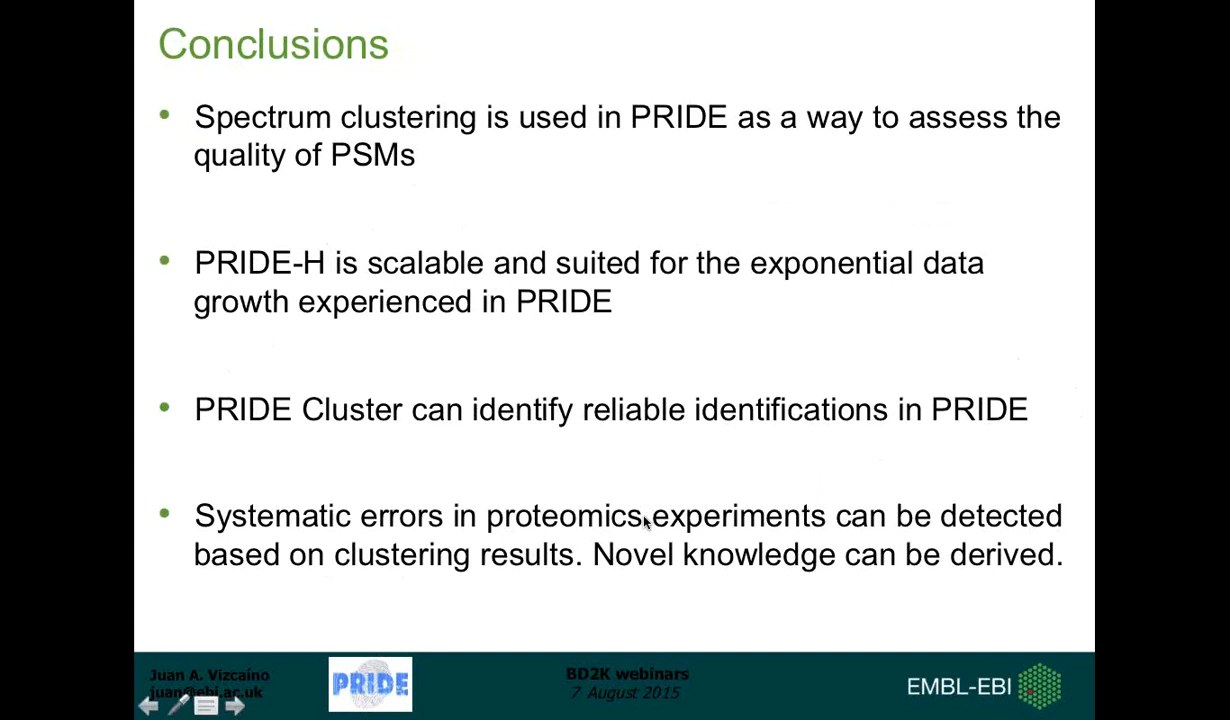 Conclusions
• Spectrum clustering is used in PRIDE as a way to assess the
quality of PSMs
• PRIDE-H is scalable and suited for the exponential data
growth experienced in PRIDE
• PRIDE Cluster can identify reliable identifications in PRIDE
• Systematic errors in proteomics experiments can be detected
based on clustering results. Novel knowledge can be derived.
Juan A. Vizcaíno
juan@ebi.ac.uk
PRIDE
BD2K webinars
7 August 2015
EMBL-EBI